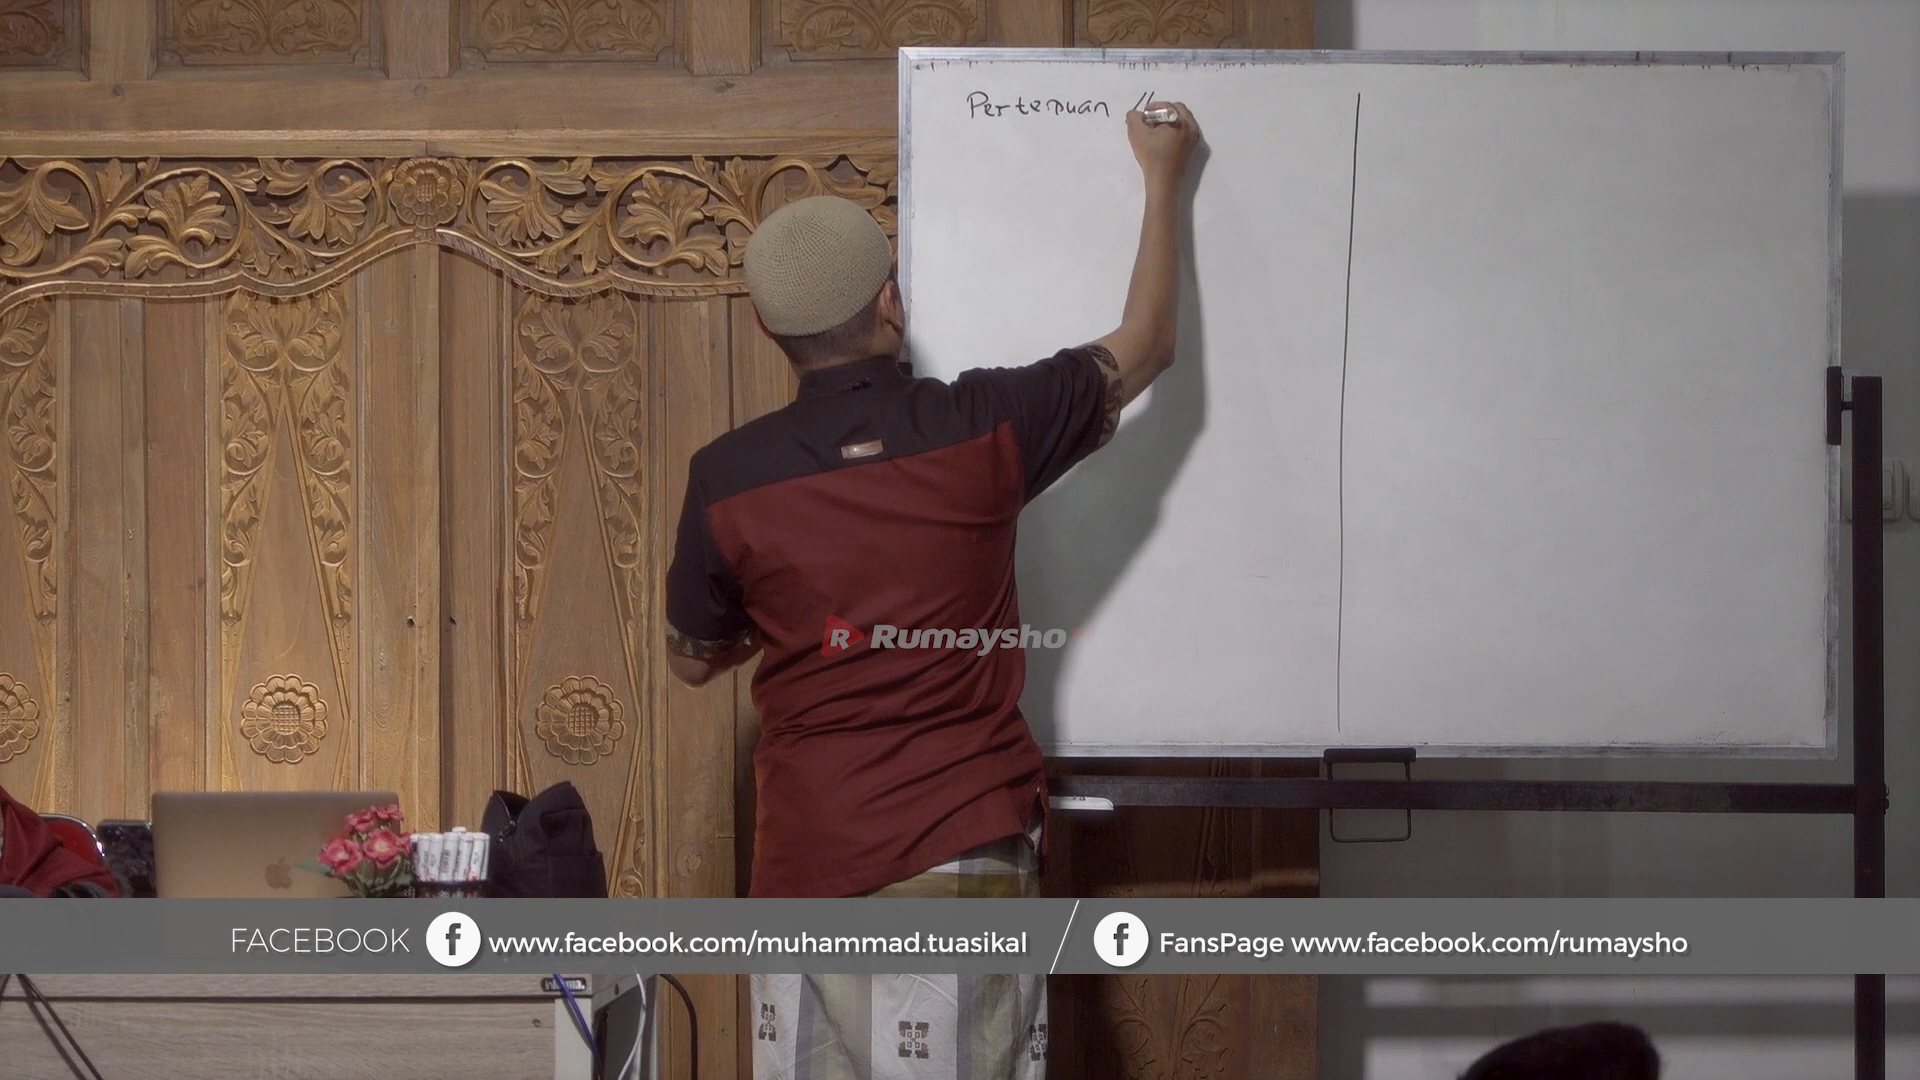 Pertemuan //
R Rumaysho
FACEBOOK f www.facebook.com/muhammad.tuasikal / f FansPage www.facebook.com/rumaysho